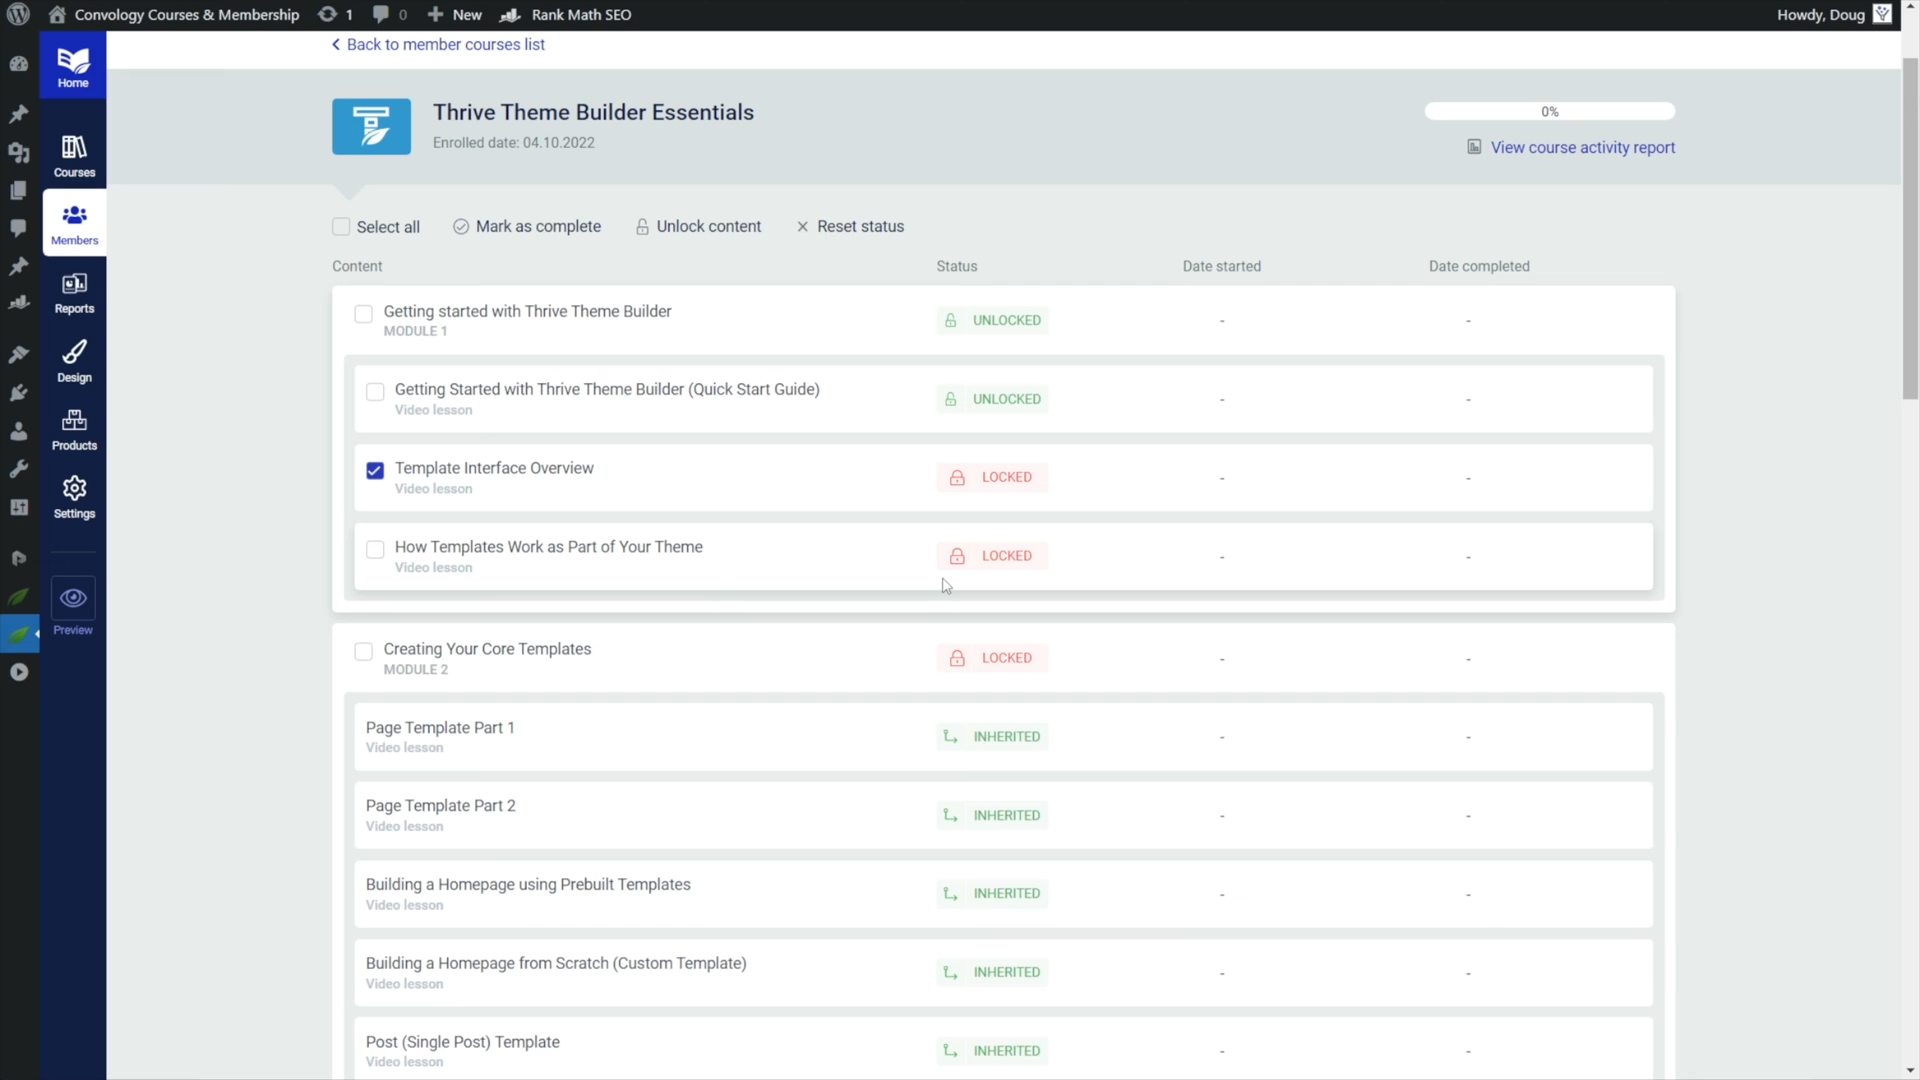 Convology Courses & Membership 1 0 New Rank Math SEO Howdy, Doug
Back to member courses list
Home
Thrive Theme Builder Essentials
Enrolled date: 04.10.2022
0%
View course activity report
Courses
Members
Reports
Design
Products
Settings
Preview
Select all Mark as complete Unlock content Reset status
Content Status Date started Date completed
Getting started with Thrive Theme Builder
MODULE 1
UNLOCKED - -
Getting Started with Thrive Theme Builder (Quick Start Guide)
Video lesson
UNLOCKED - -
Template Interface Overview
Video lesson
LOCKED - -
How Templates Work as Part of Your Theme
Video lesson
LOCKED - -
Creating Your Core Templates
MODULE 2
LOCKED - -
Page Template Part 1
Video lesson
INHERITED - -
Page Template Part 2
Video lesson
INHERITED - -
Building a Homepage using Prebuilt Templates
Video lesson
INHERITED - -
Building a Homepage from Scratch (Custom Template)
Video lesson
INHERITED - -
Post (Single Post) Template
Video lesson
INHERITED - -